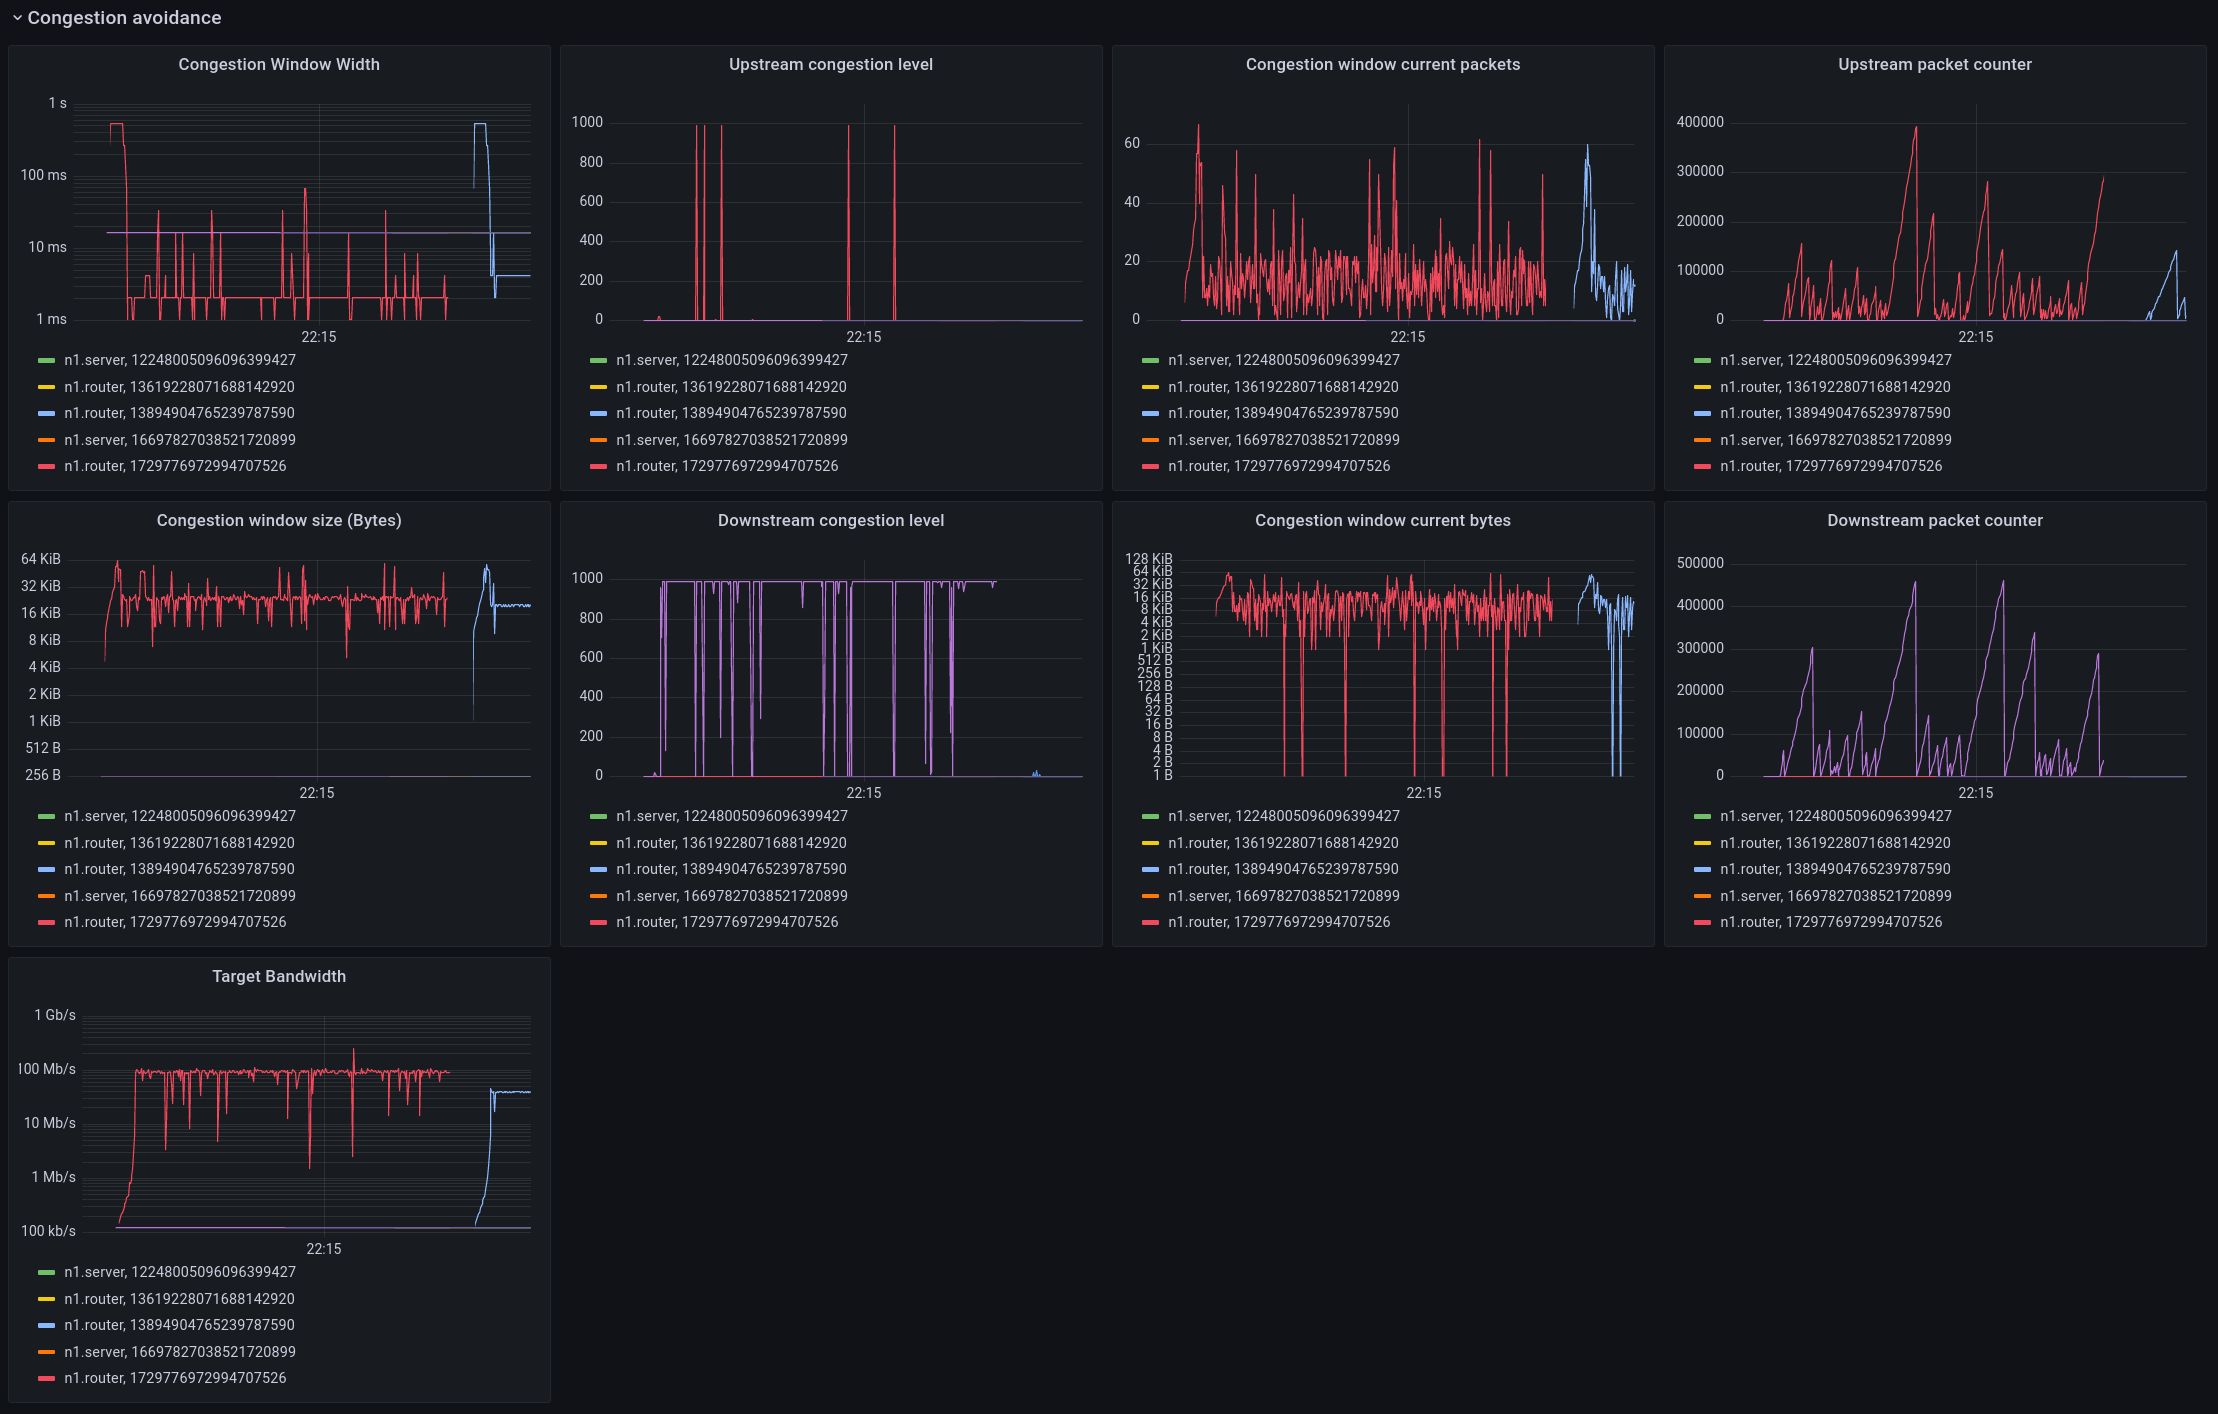 Congestion avoidance
Congestion Window Width
1 s
100 ms
10 ms
1 ms
22:15
n1.server, 12248005096096399427
n1.router, 13619228071688142920
n1.router, 13894904765239787590
n1.server, 16697827038521720899
n1.router, 1729776972994707526
Upstream congestion level
1000
800
600
400
200
0
22:15
n1.server, 12248005096096399427
n1.router, 13619228071688142920
n1.router, 13894904765239787590
n1.server, 16697827038521720899
n1.router, 1729776972994707526
Congestion window current packets
60
40
20
0
22:15
n1.server, 12248005096096399427
n1.router, 13619228071688142920
n1.router, 13894904765239787590
n1.server, 16697827038521720899
n1.router, 1729776972994707526
Upstream packet counter
400000
300000
200000
100000
0
22:15
n1.server, 12248005096096399427
n1.router, 13619228071688142920
n1.router, 13894904765239787590
n1.server, 16697827038521720899
n1.router, 1729776972994707526
Congestion window size (Bytes)
64 KiB
32 KiB
16 KiB
8 KiB
4 KiB
2 KiB
1 KiB
512 B
256 B
22:15
n1.server, 12248005096096399427
n1.router, 13619228071688142920
n1.router, 13894904765239787590
n1.server, 16697827038521720899
n1.router, 1729776972994707526
Downstream congestion level
1000
800
600
400
200
0
22:15
n1.server, 12248005096096399427
n1.router, 13619228071688142920
n1.router, 13894904765239787590
n1.server, 16697827038521720899
n1.router, 1729776972994707526
Congestion window current bytes
128 KiB
64 KiB
32 KiB
16 KiB
8 KiB
4 KiB
2 KiB
1 KiB
512 B
256 B
128 B
64 B
32 B
16 B
8 B
4 B
2 B
1 B
22:15
n1.server, 12248005096096399427
n1.router, 13619228071688142920
n1.router, 13894904765239787590
n1.server, 16697827038521720899
n1.router, 1729776972994707526
Downstream packet counter
500000
400000
300000
200000
100000
0
22:15
n1.server, 12248005096096399427
n1.router, 13619228071688142920
n1.router, 13894904765239787590
n1.server, 16697827038521720899
n1.router, 1729776972994707526
Target Bandwidth
1 Gb/s
100 Mb/s
10 Mb/s
1 Mb/s
100 kb/s
22:15
n1.server, 12248005096096399427
n1.router, 13619228071688142920
n1.router, 13894904765239787590
n1.server, 16697827038521720899
n1.router, 1729776972994707526